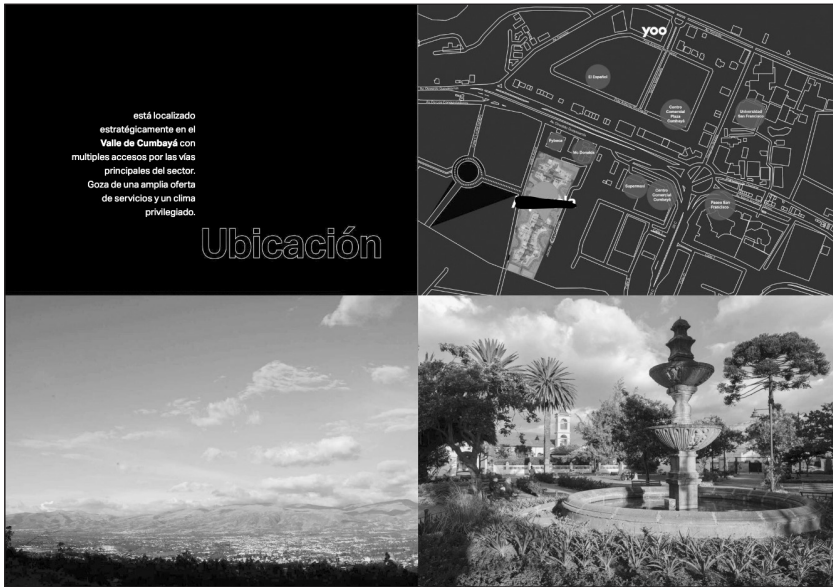 está localizado
estratégicamente en el
Valle de Cumbayá con
multiples accesos por las vías
principales del sector.
Goza de una amplia oferta
de servicios y un clima
privilegiado.
Ubicación
yoo
El Español
Centro
Comercial
Plaza
Cumbayá
Universidad
San Francisco
Mc Donalds
Supermaxi
Centro
Comercial
Cumbayá
Paseo San
Francisco